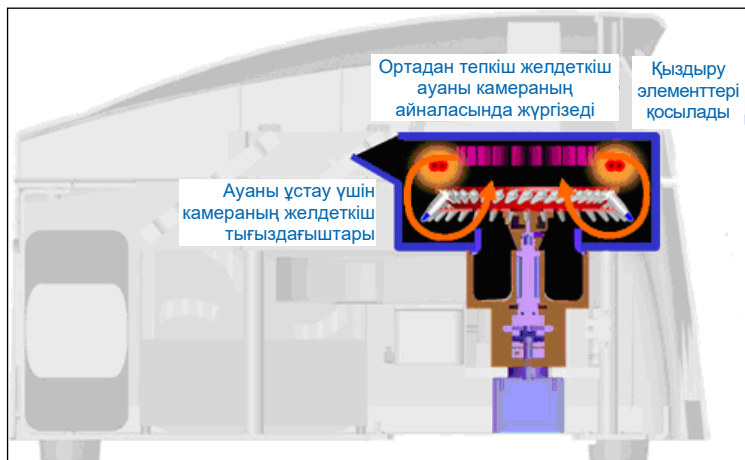 Ортадан тепкіш желдеткіш
ауаны камераның
айналасында жүргізеді
Қыздыру
элементтері
қосылады
Ауаны ұстау үшін
камераның желдеткіш
тығыздағыштары